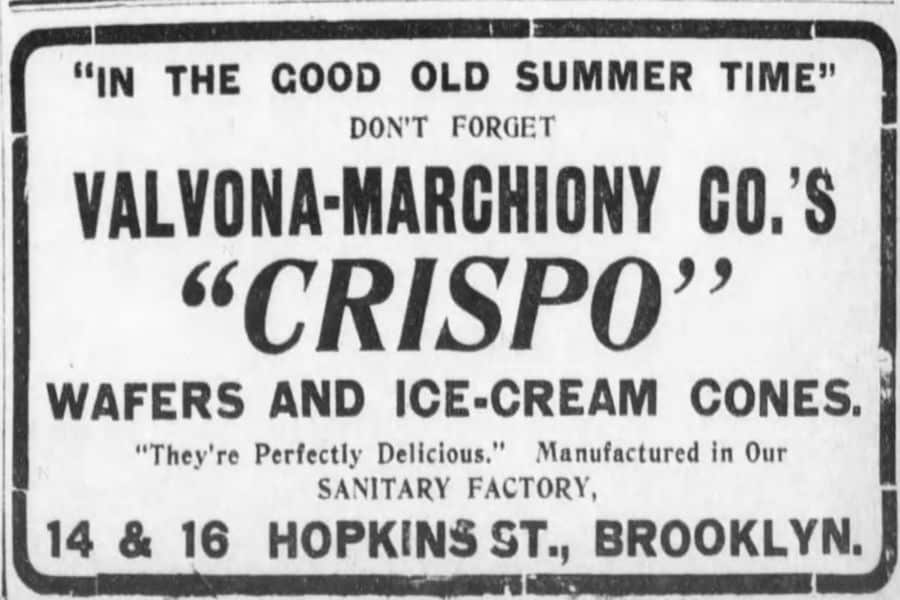 "IN THE GOOD OLD SUMMER TIME"
DON'T FORGET
VALVONA-MARCHIONY CO.'S
"CRISPO"
WAFERS AND ICE-CREAM CONES.
"They're Perfectly Delicious." Manufactured in Our
SANITARY FACTORY,
14 & 16 HOPKINS ST., BROOKLYN.